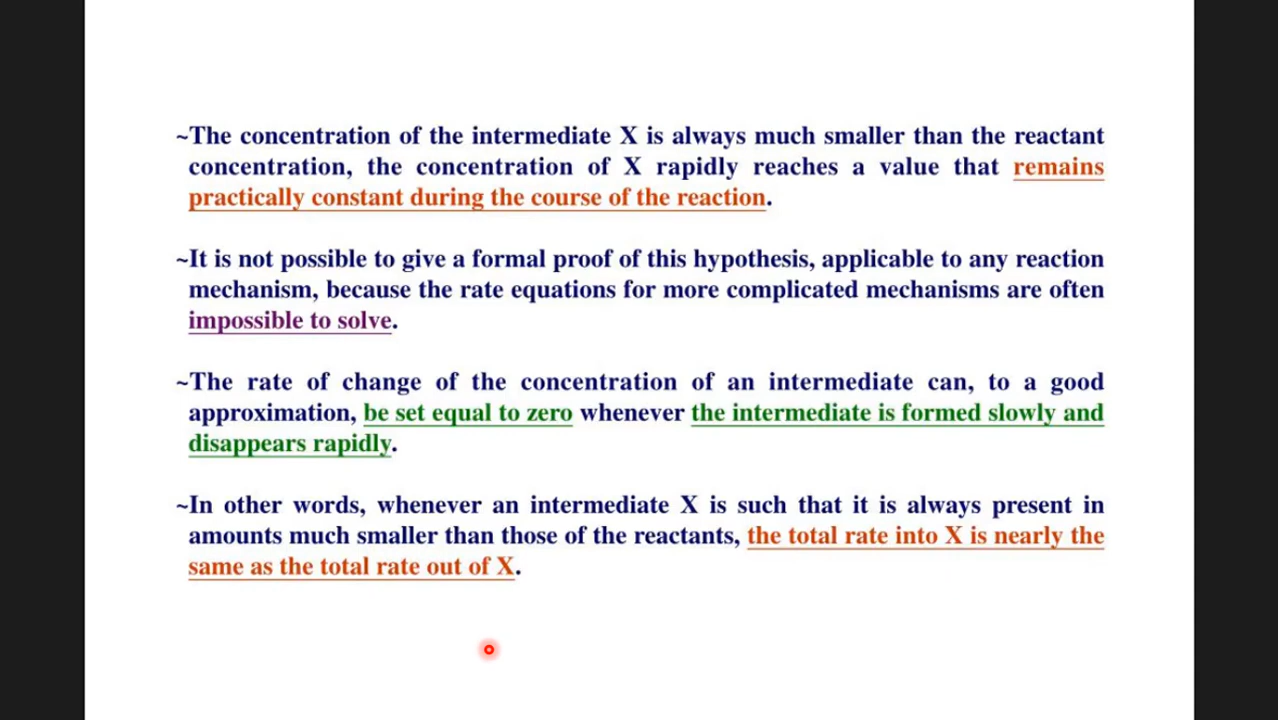 ~The concentration of the intermediate X is always much smaller than the reactant
concentration, the concentration of X rapidly reaches a value that remains
practically constant during the course of the reaction.
~It is not possible to give a formal proof of this hypothesis, applicable to any reaction
mechanism, because the rate equations for more complicated mechanisms are often
impossible to solve.
~The rate of change of the concentration of an intermediate can, to a good
approximation, be set equal to zero whenever the intermediate is formed slowly and
disappears rapidly.
~In other words, whenever an intermediate X is such that it is always present in
amounts much smaller than those of the reactants, the total rate into X is nearly the
same as the total rate out of X.